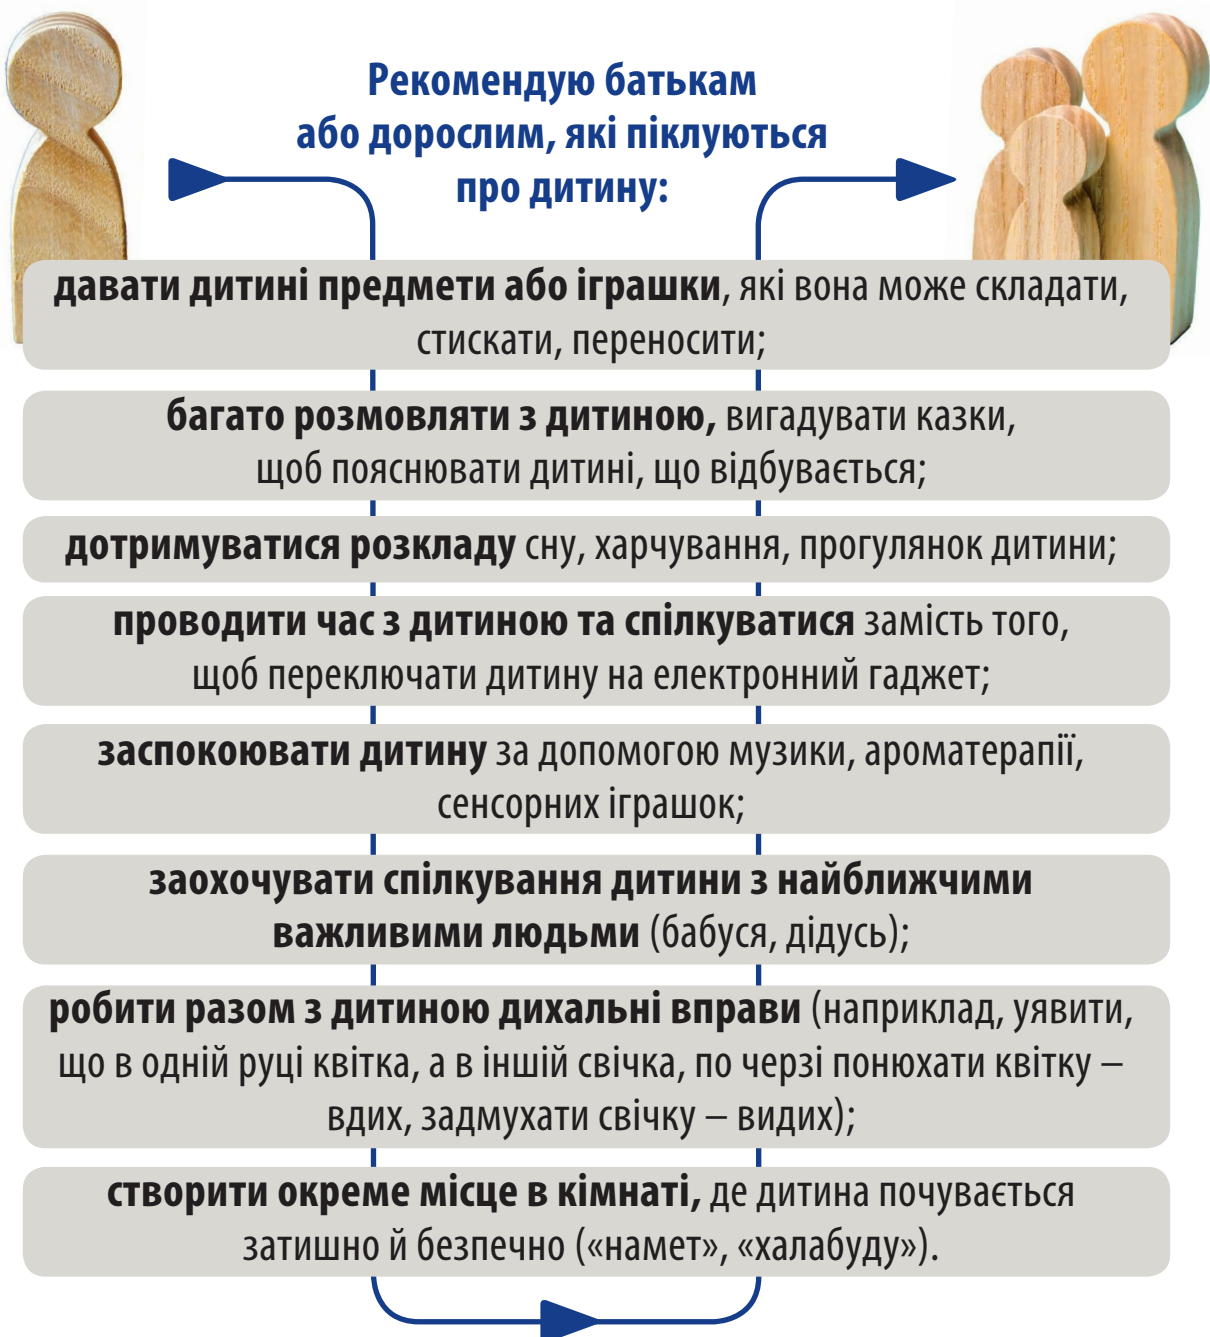 Рекомендую батькам
або дорослим, які піклуються
про дитину:
давати дитині предмети або іграшки, які вона може складати,
стискати, переносити;
багато розмовляти з дитиною, вигадувати казки,
щоб пояснювати дитині, що відбувається;
дотримуватися розкладу сну, харчування, прогулянок дитини;
проводити час з дитиною та спілкуватися замість того,
щоб переключати дитину на електронний гаджет;
заспокоювати дитину за допомогою музики, ароматерапії,
сенсорних іграшок;
заохочувати спілкування дитини з найближчими
важливими людьми (бабуся, дідусь);
робити разом з дитиною дихальні вправи (наприклад, уявити,
що в одній руці квітка, а в іншій свічка, по черзі понюхати квітку –
вдих, задмухати свічку – видих);
створити окреме місце в кімнаті, де дитина почувається
затишно й безпечно («намет», «халабуду»).